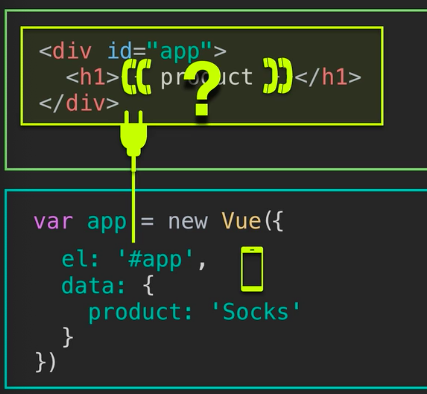 <div id="app">
<h1>{{ product }}</h1>
</div>
?
var app = new Vue({
el: '#app',
data: {
product: 'Socks'
}
})